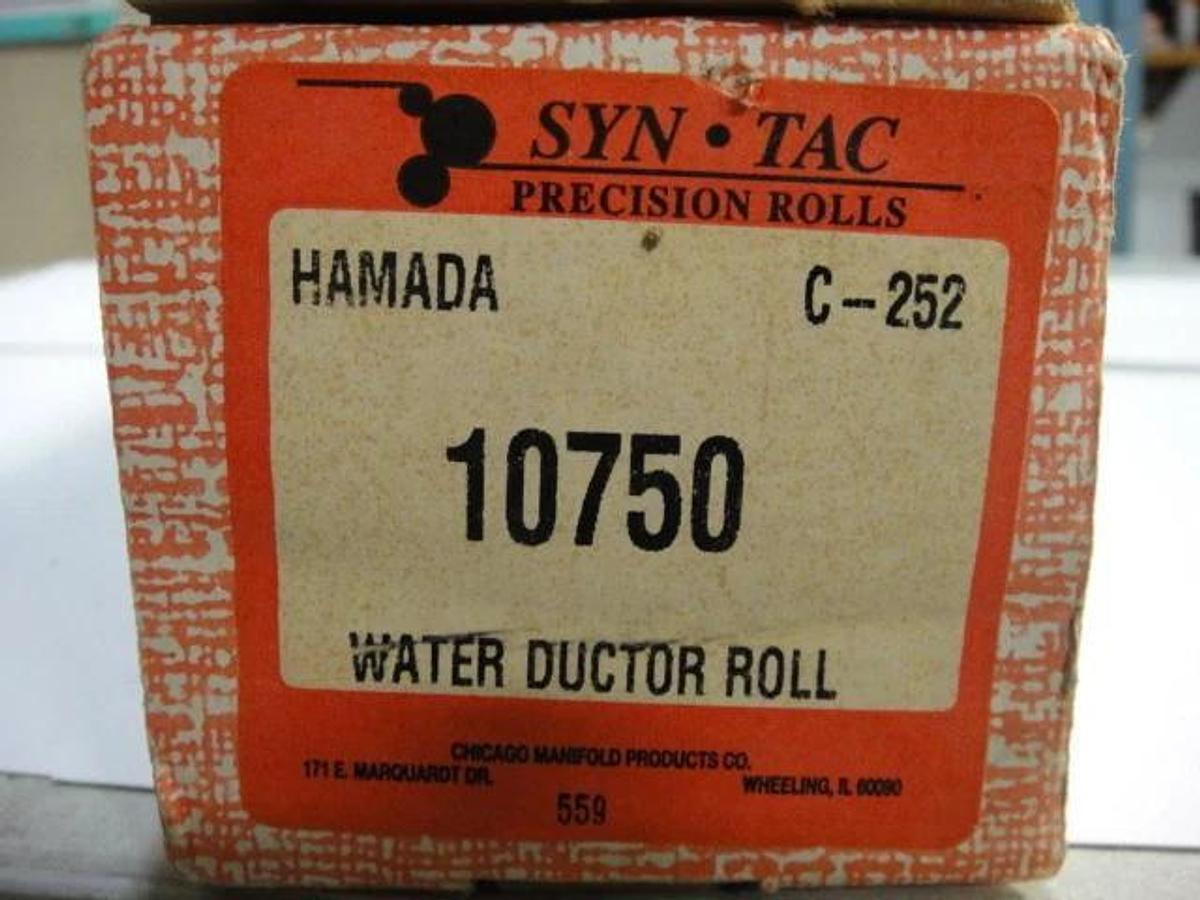 SYN • TAC
PRECISION ROLLS
HAMADA C-252
10750
WATER DUCTOR ROLL
CHICAGO MANIFOLD PRODUCTS CO.
171 E. MARQUARDT DR. WHEELING, IL 60090
559